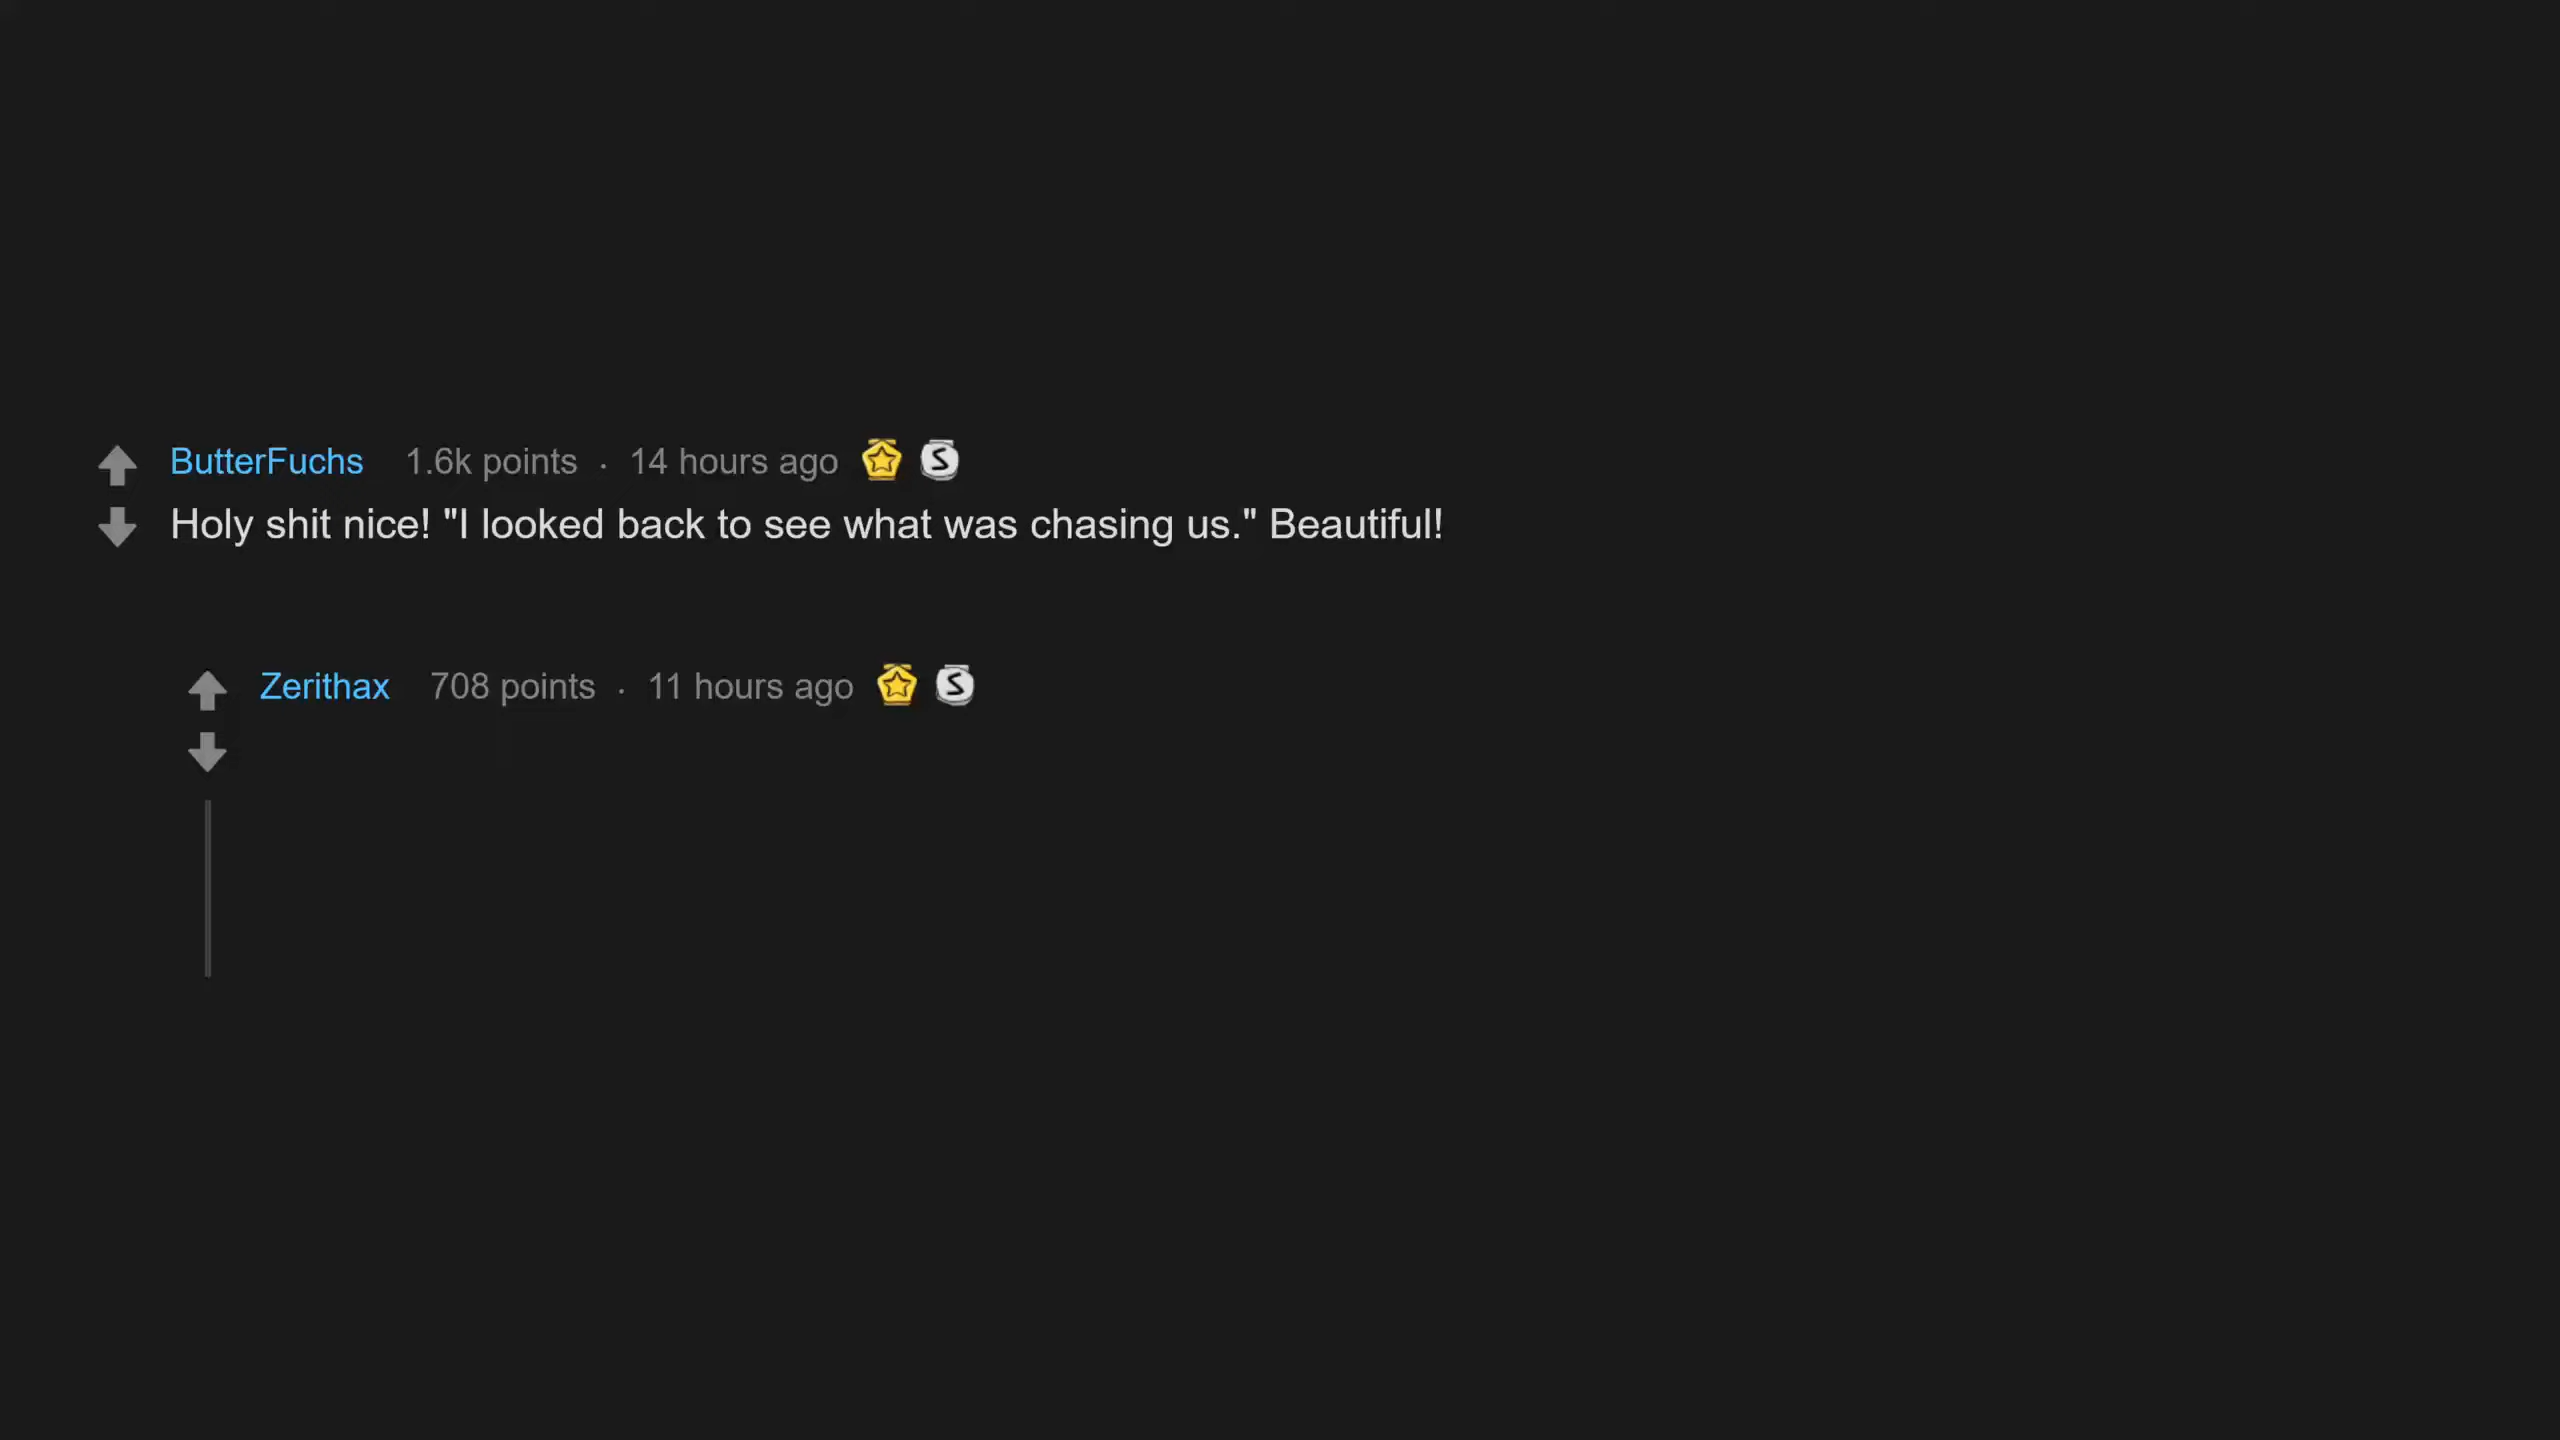 ButterFuchs 1.6k points · 14 hours ago
Holy shit nice! "I looked back to see what was chasing us." Beautiful!
Zerithax 708 points · 11 hours ago